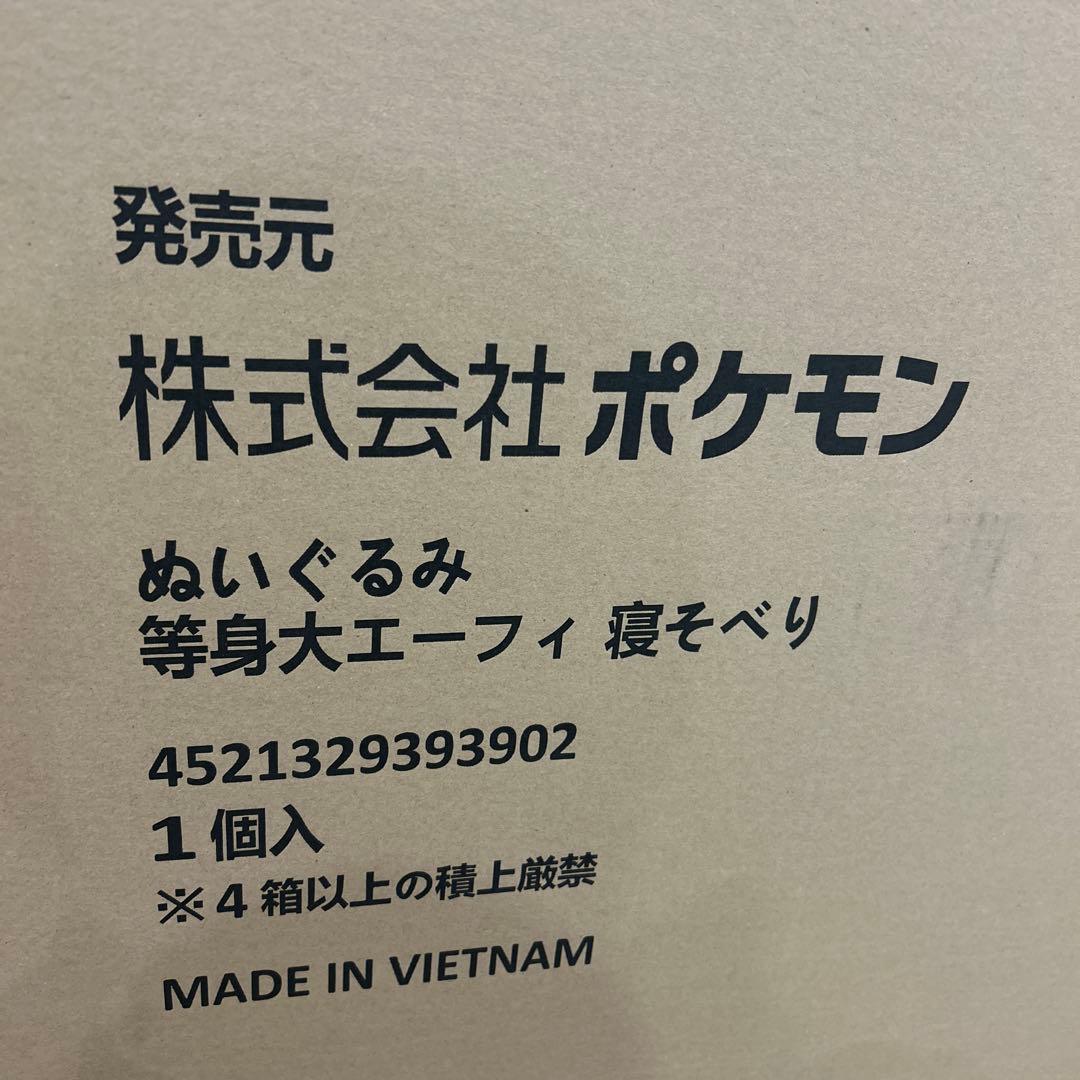 発売元
株式会社ポケモン
ぬいぐるみ
等身大エーフィ 寝そべり
4521329393902
1個入
※4箱以上の積上厳禁
MADE IN VIETNAM